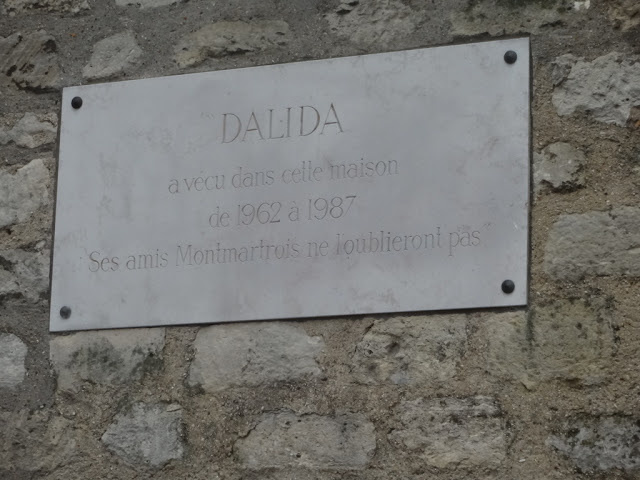 DALIDA
a vécu dans cette maison
de 1962 à 1987
Ses amis Montmartrois ne l'oublieront pas